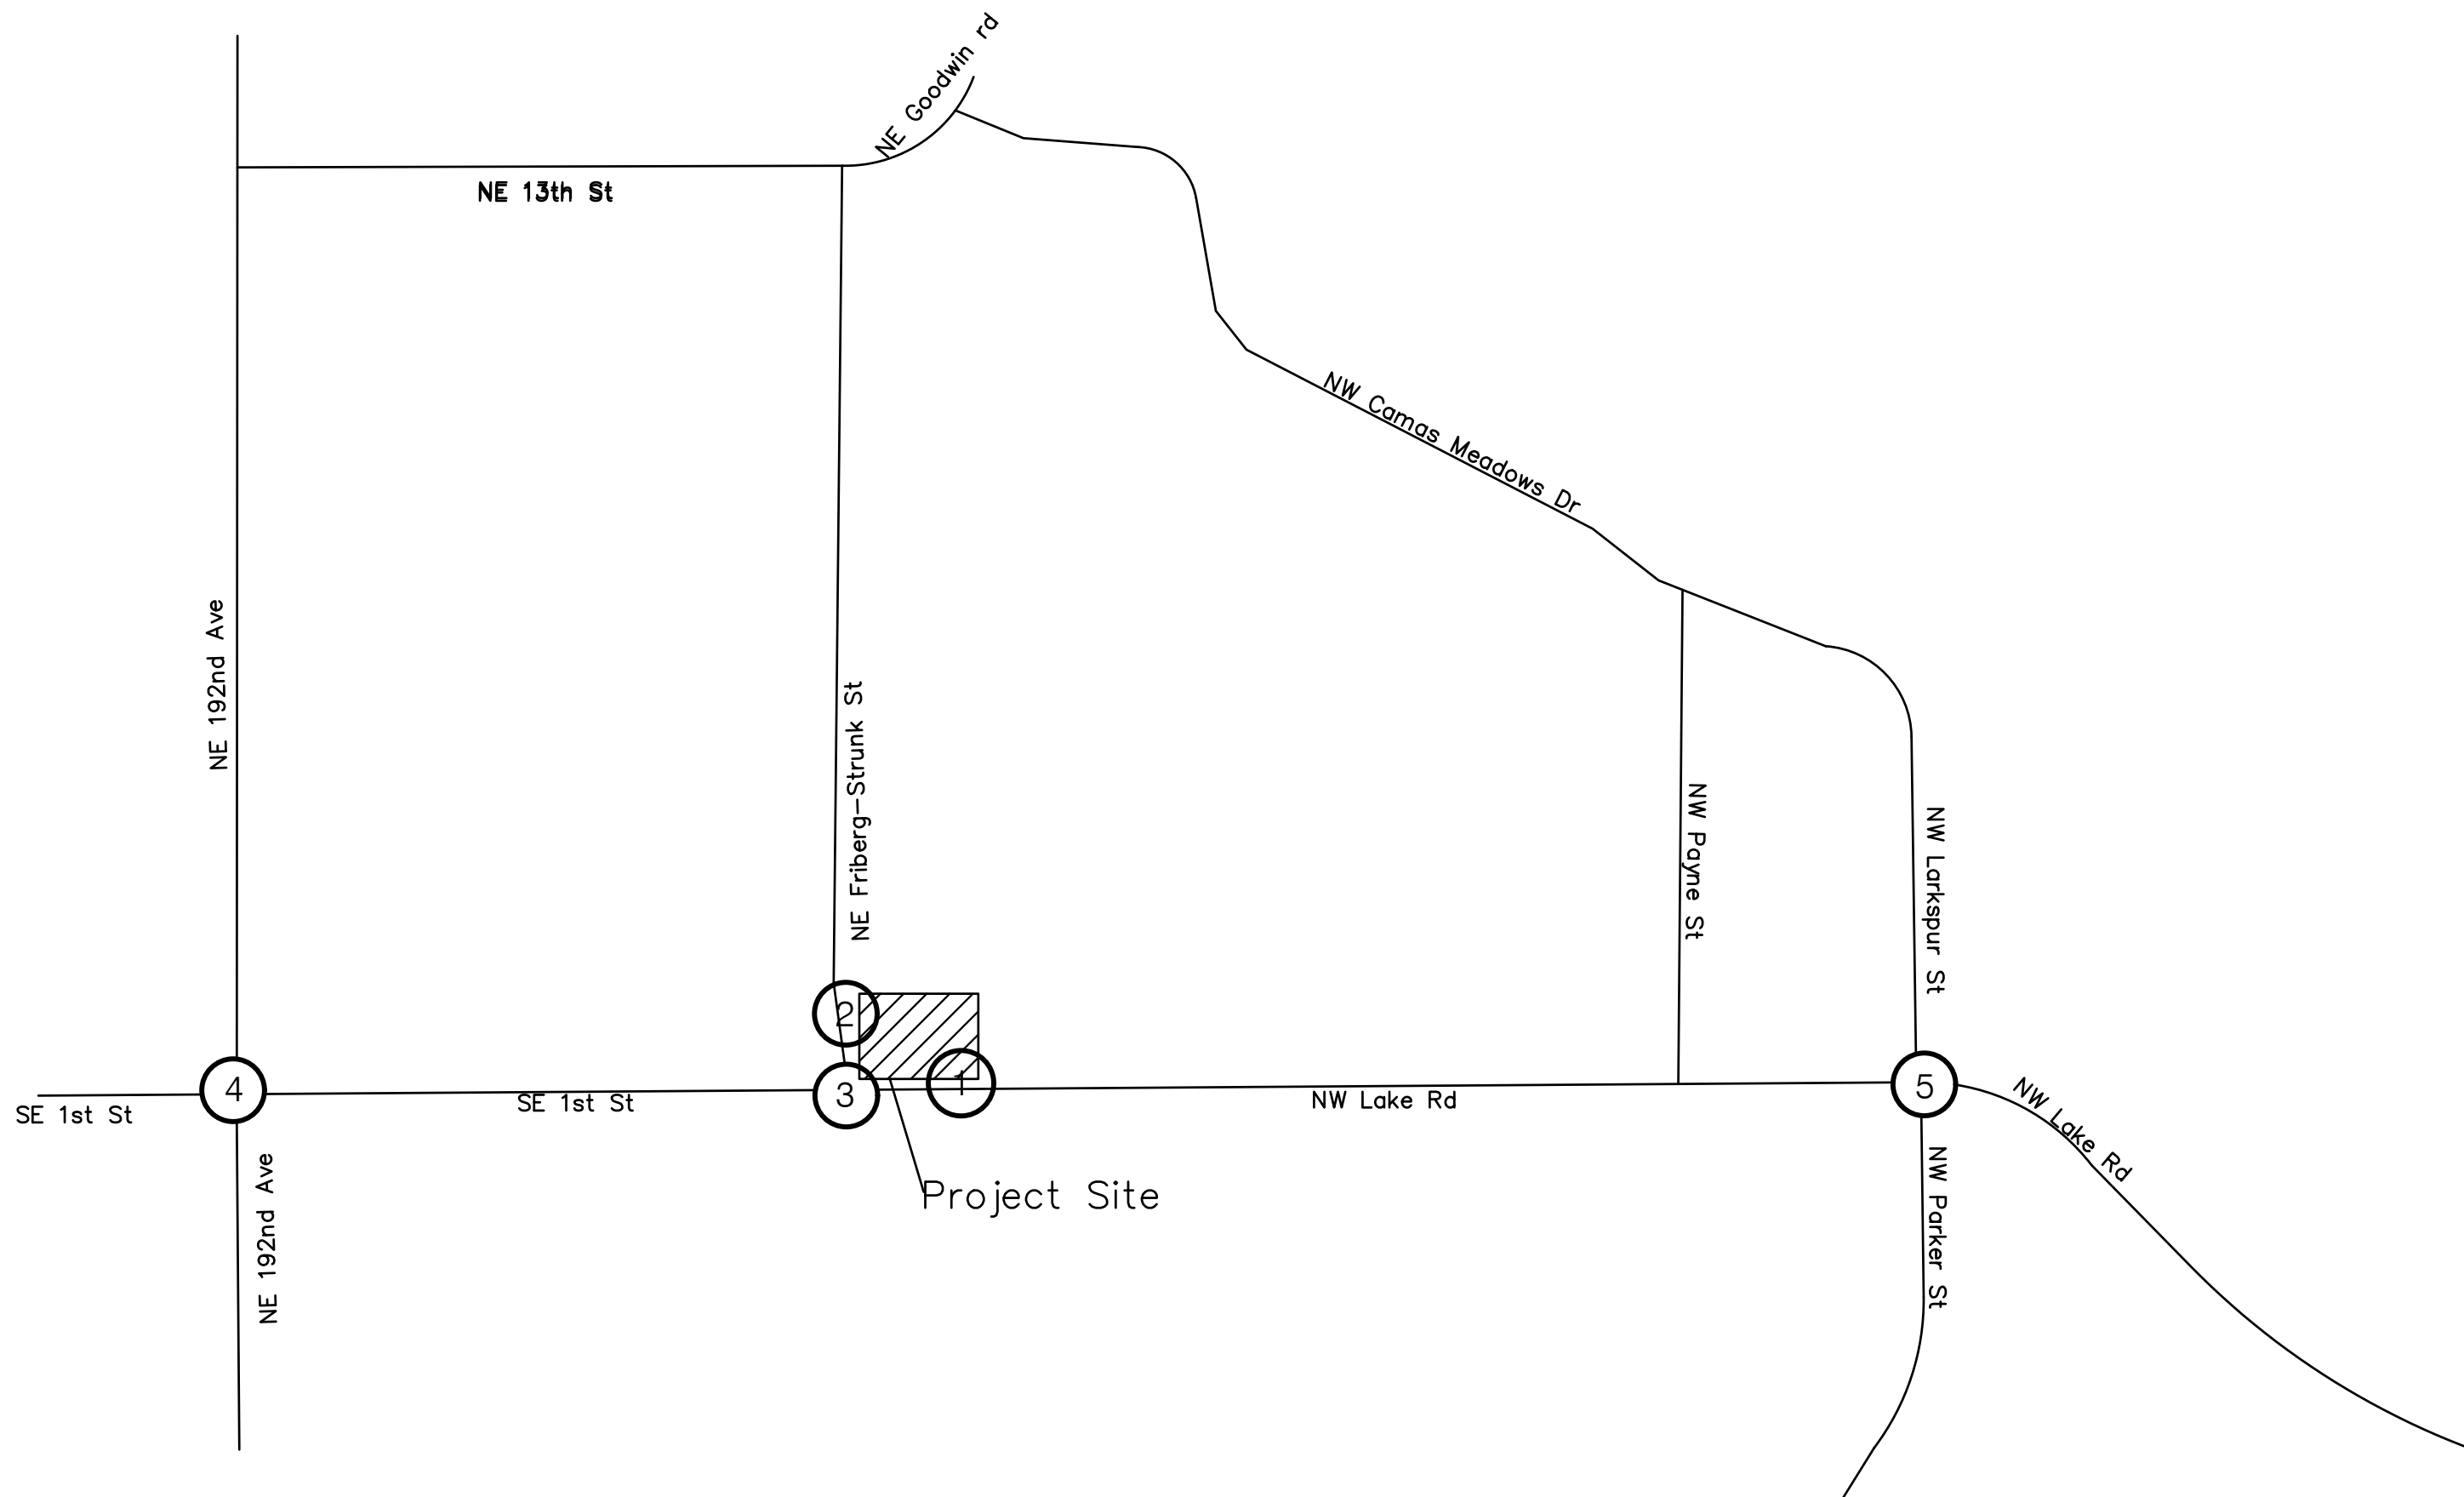 NE Goodwin rd
NE 13th St
NW Camas Meadows Dr
NE 192nd Ave
NE Friberg-Strunk St
NW Payne St
NW Larkspur St
2
1
4
3
5
SE 1st St
SE 1st St
NW Lake Rd
NW Lake Rd
NE 192nd Ave
Project Site
NW Parker St